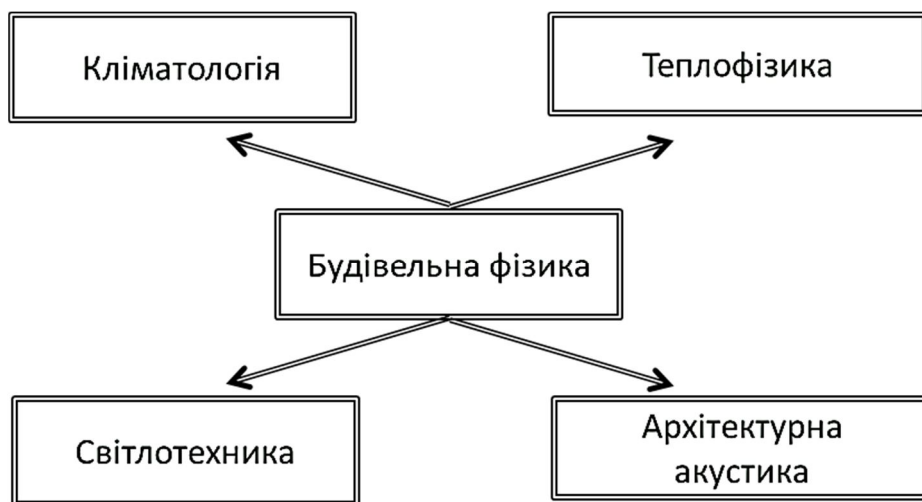 Кліматологія
Теплофізика
Будівельна фізика
Світлотехника
Архітектурна
акустика